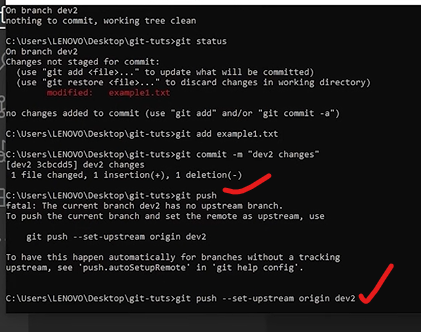 On branch dev2
nothing to commit, working tree clean
C:\Users\LENOVO\Desktop\git-tuts>git status
On branch dev2
Changes not staged for commit:
  (use "git add <file>..." to update what will be committed)
  (use "git restore <file>..." to discard changes in working directory)
        modified:   example1.txt
no changes added to commit (use "git add" and/or "git commit -a")
C:\Users\LENOVO\Desktop\git-tuts>git add example1.txt
C:\Users\LENOVO\Desktop\git-tuts>git commit -m "dev2 changes"
[dev2 3cbcdd5] dev2 changes
 1 file changed, 1 insertion(+), 1 deletion(-)
C:\Users\LENOVO\Desktop\git-tuts>git push
fatal: The current branch dev2 has no upstream branch.
To push the current branch and set the remote as upstream, use
    git push --set-upstream origin dev2
To have this happen automatically for branches without a tracking
upstream, see 'push.autoSetupRemote' in 'git help config'.
C:\Users\LENOVO\Desktop\git-tuts>git push --set-upstream origin dev2